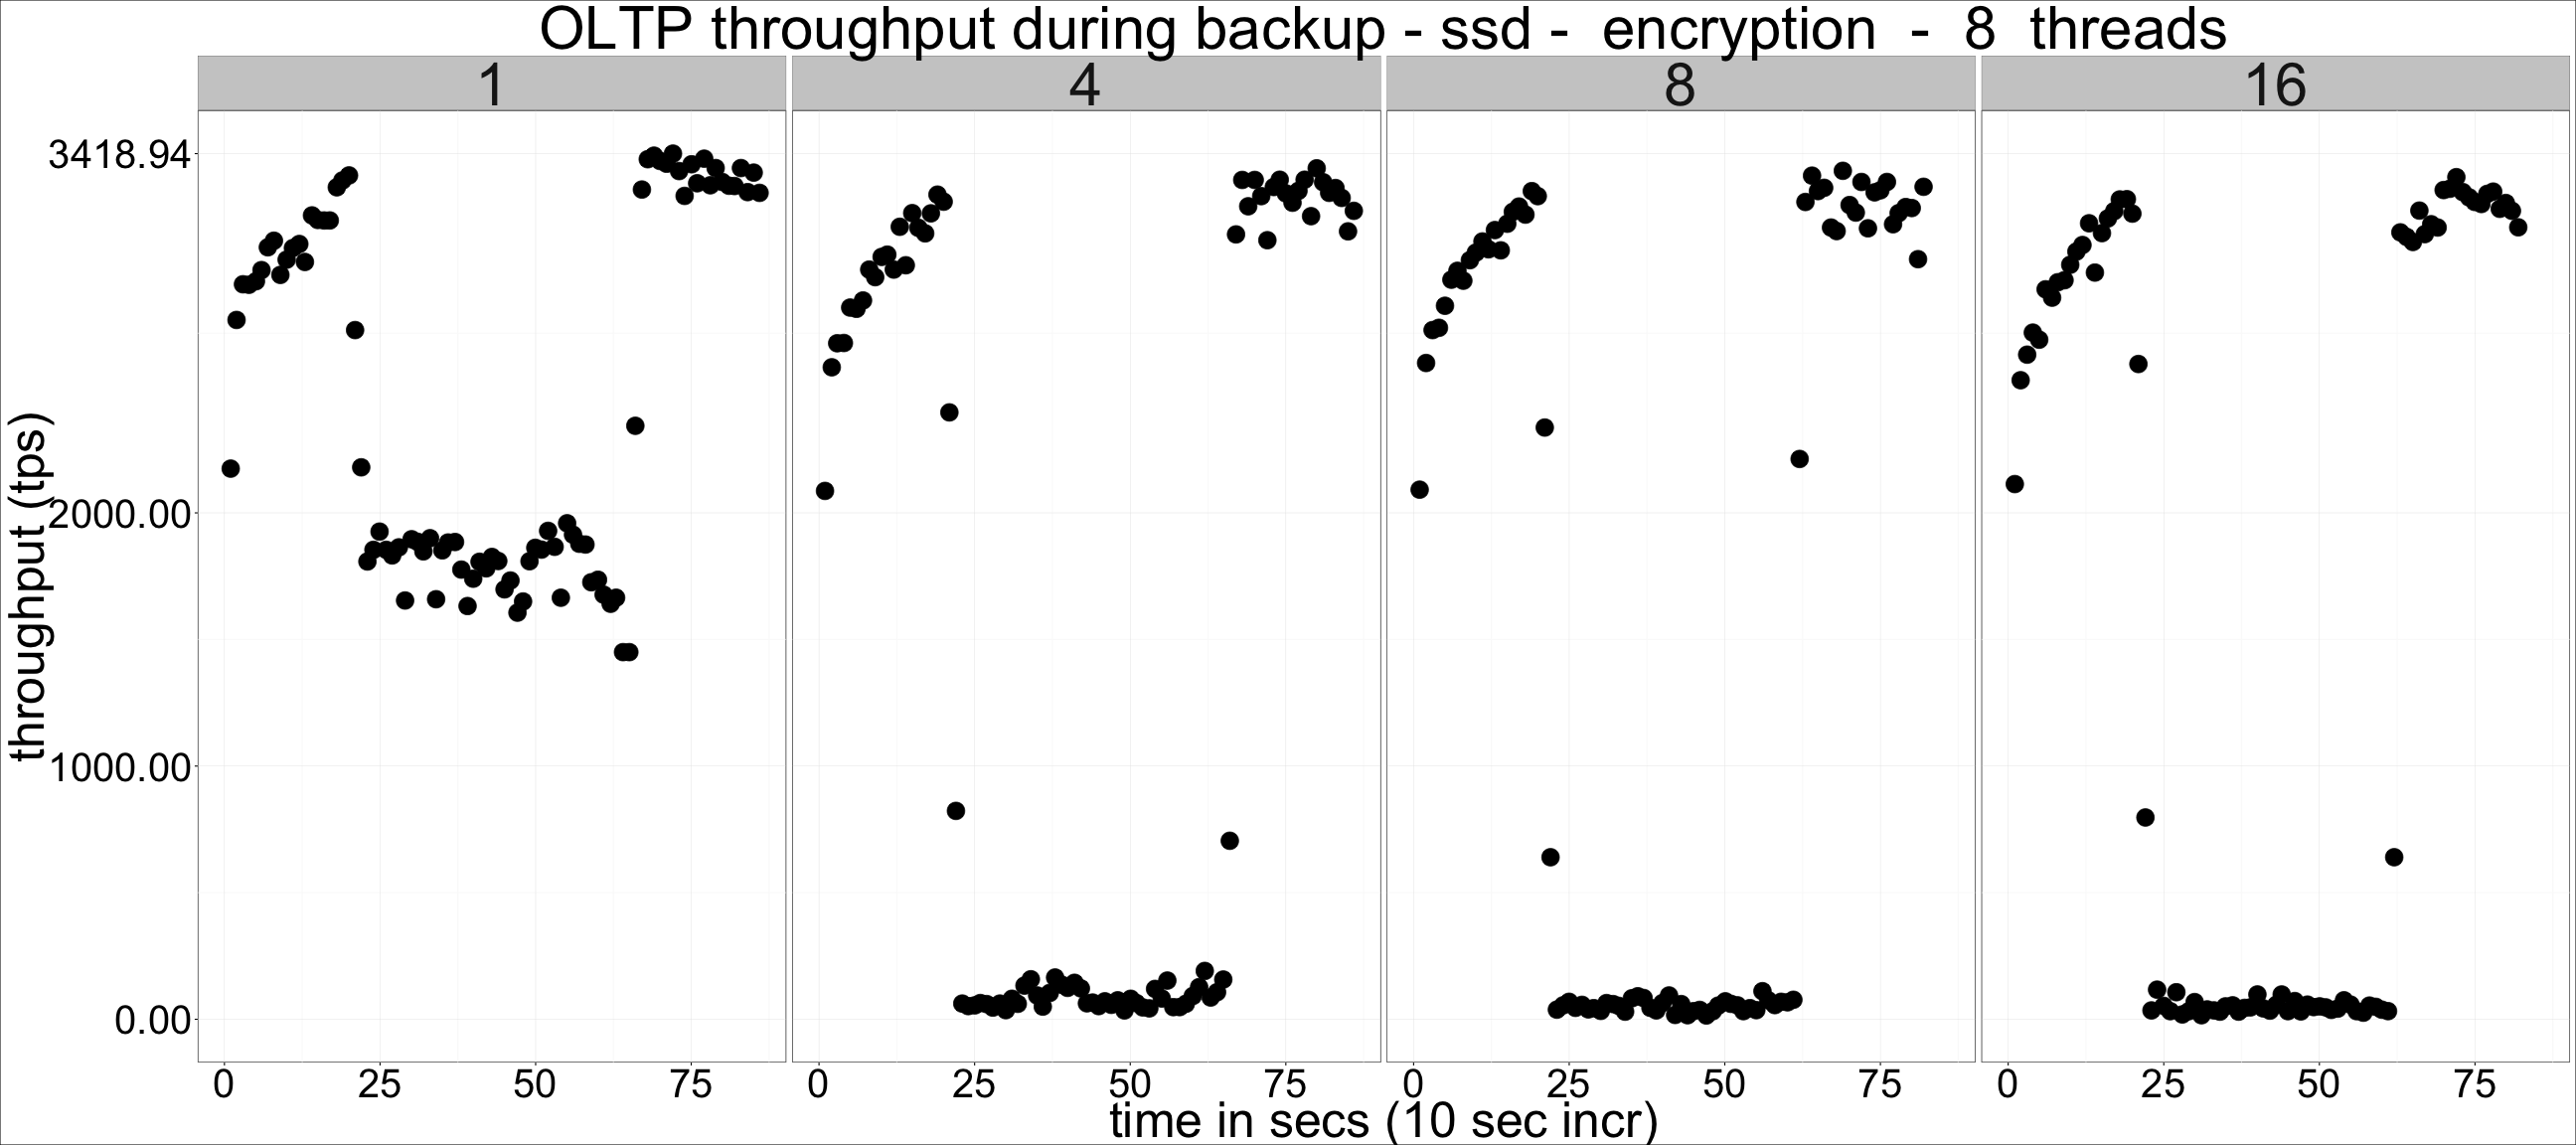 OLTP throughput during backup - ssd - encryption - 8 threads
1 4 8 16
throughput (tps)
3418.94
2000.00
1000.00
0.00
0 25 50 75 0 25 50 75 0 25 50 75 0 25 50 75
time in secs (10 sec incr)